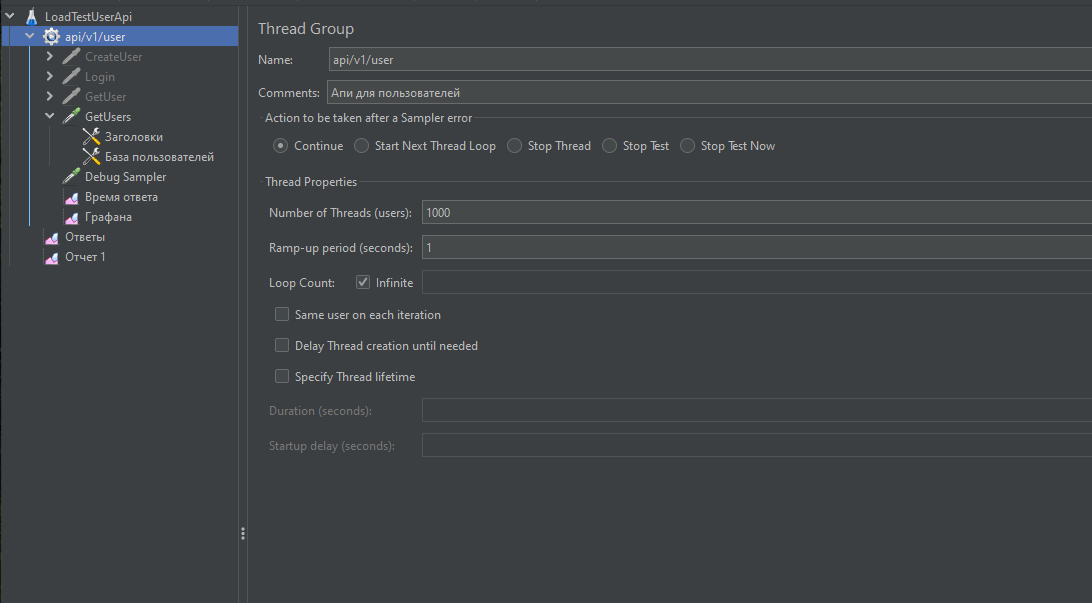 LoadTestUserApi
api/v1/user
CreateUser
Login
GetUser
GetUsers
Заголовки
База пользователей
Debug Sampler
Время ответа
Графана
Ответы
Отчет 1
Thread Group
Name: api/v1/user
Comments: Апи для пользователей
Action to be taken after a Sampler error
Continue Start Next Thread Loop Stop Thread Stop Test Stop Test Now
Thread Properties
Number of Threads (users): 1000
Ramp-up period (seconds): 1
Loop Count: Infinite
Same user on each iteration
Delay Thread creation until needed
Specify Thread lifetime
Duration (seconds):
Startup delay (seconds):